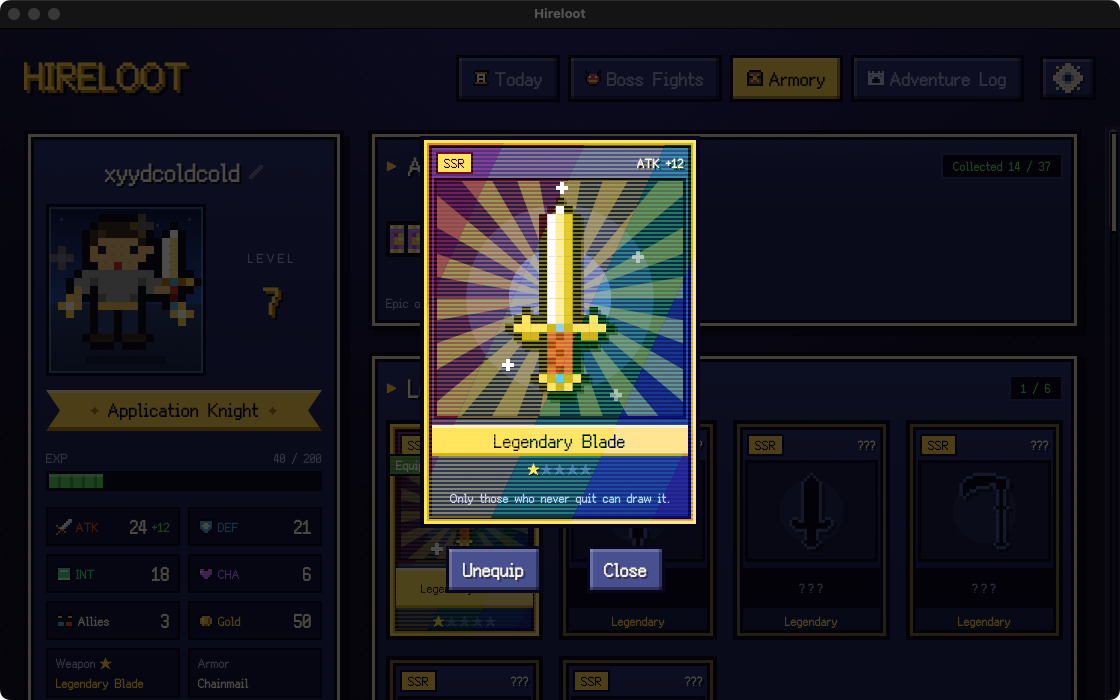 Hireloot
HIRELOOT
Today
Boss Fights
Armory
Adventure Log
xyydcoldcold
LEVEL
7
Application Knight
EXP
40 / 200
ATK
24 +12
DEF
21
INT
18
CHA
6
Allies
3
Gold
50
Weapon ★
Legendary Blade
Armor
Chainmail
Collected 14 / 37
Epic
1 / 6
SSR
ATK +12
Legendary Blade
★★★★★
Only those who never quit can draw it.
Unequip
Close
SSR
???
???
Legendary
SSR
???
???
Legendary
Legendary
SSR
???
SSR
???